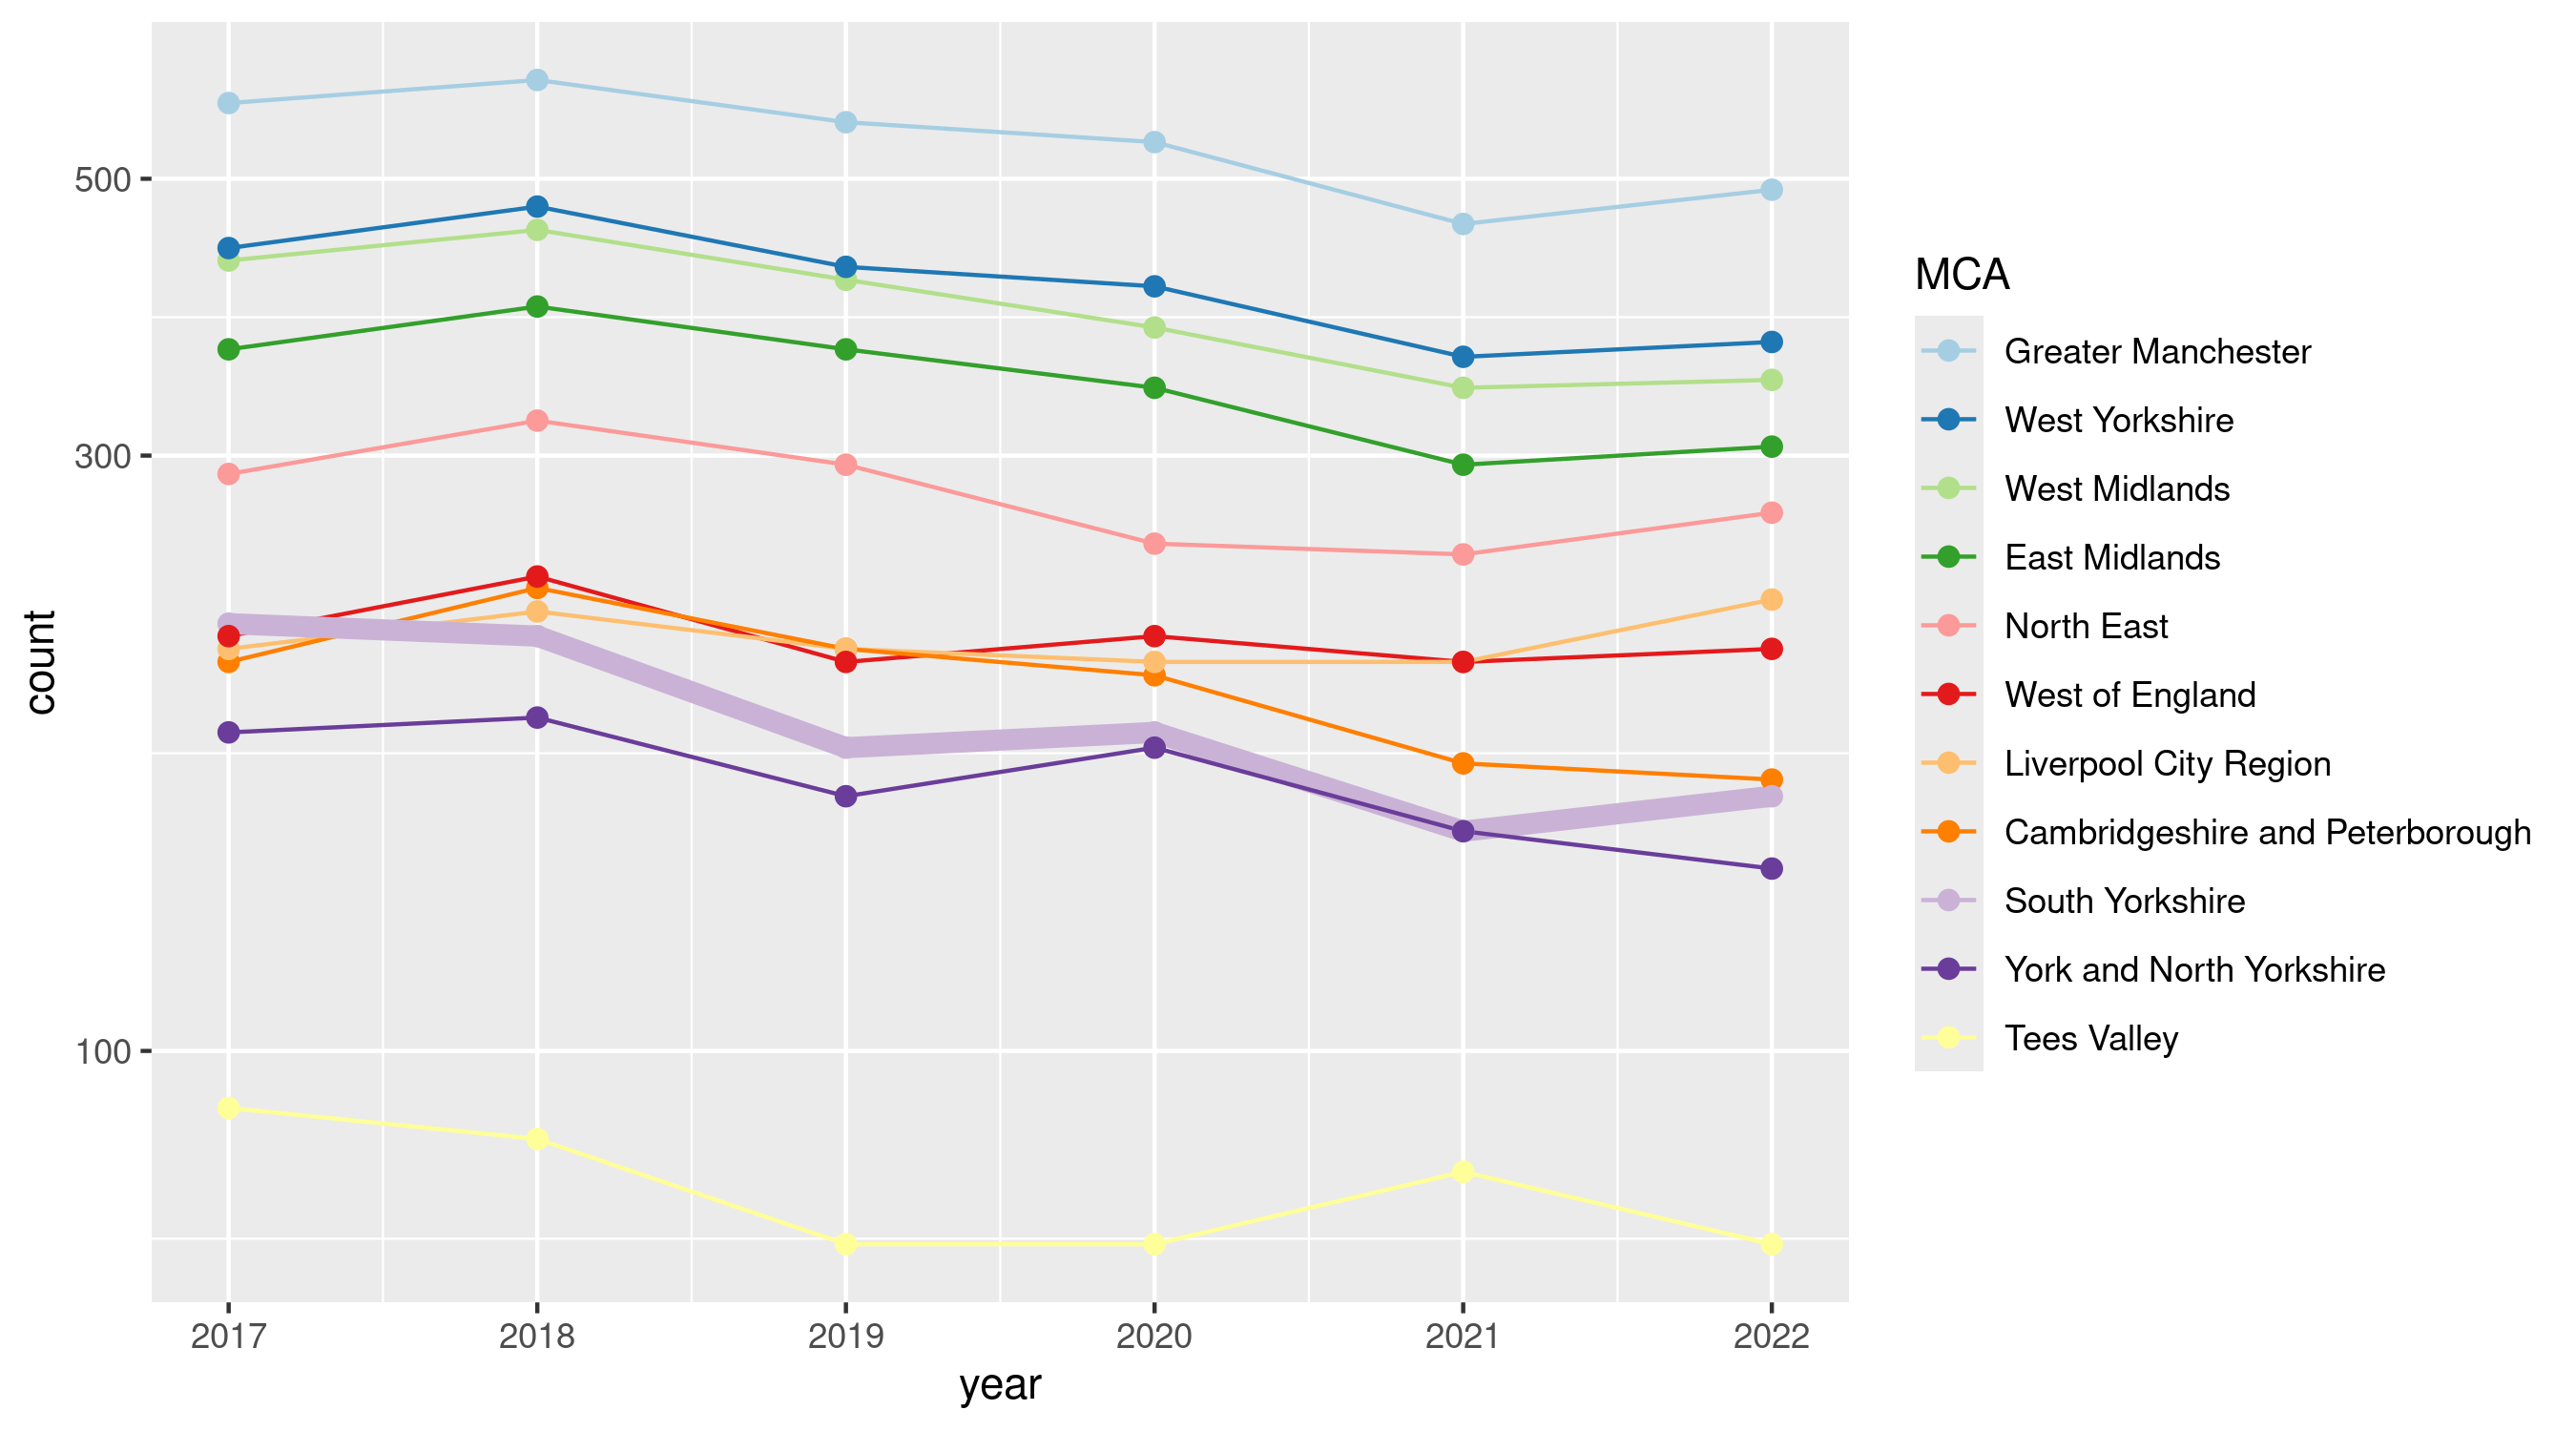 count
500
300
100
2017 2018 2019 2020 2021 2022
year
MCA
Greater Manchester
West Yorkshire
West Midlands
East Midlands
North East
West of England
Liverpool City Region
Cambridgeshire and Peterborough
South Yorkshire
York and North Yorkshire
Tees Valley